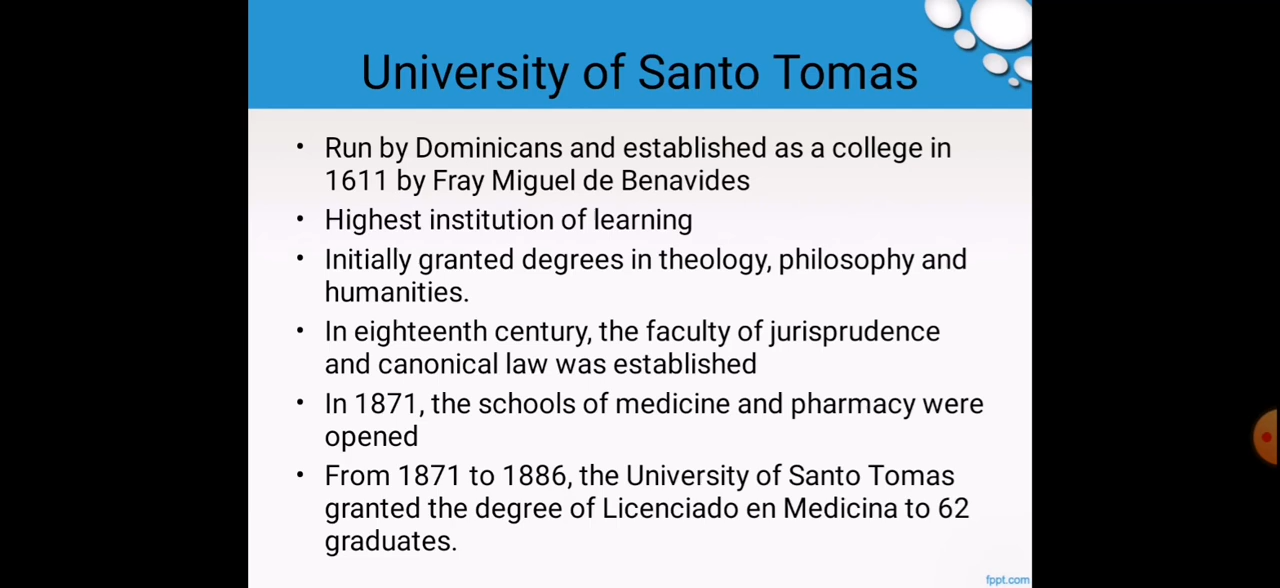 University of Santo Tomas
• Run by Dominicans and established as a college in
1611 by Fray Miguel de Benavides
• Highest institution of learning
• Initially granted degrees in theology, philosophy and
humanities.
• In eighteenth century, the faculty of jurisprudence
and canonical law was established
• In 1871, the schools of medicine and pharmacy were
opened
• From 1871 to 1886, the University of Santo Tomas
granted the degree of Licenciado en Medicina to 62
graduates.
fppt.com